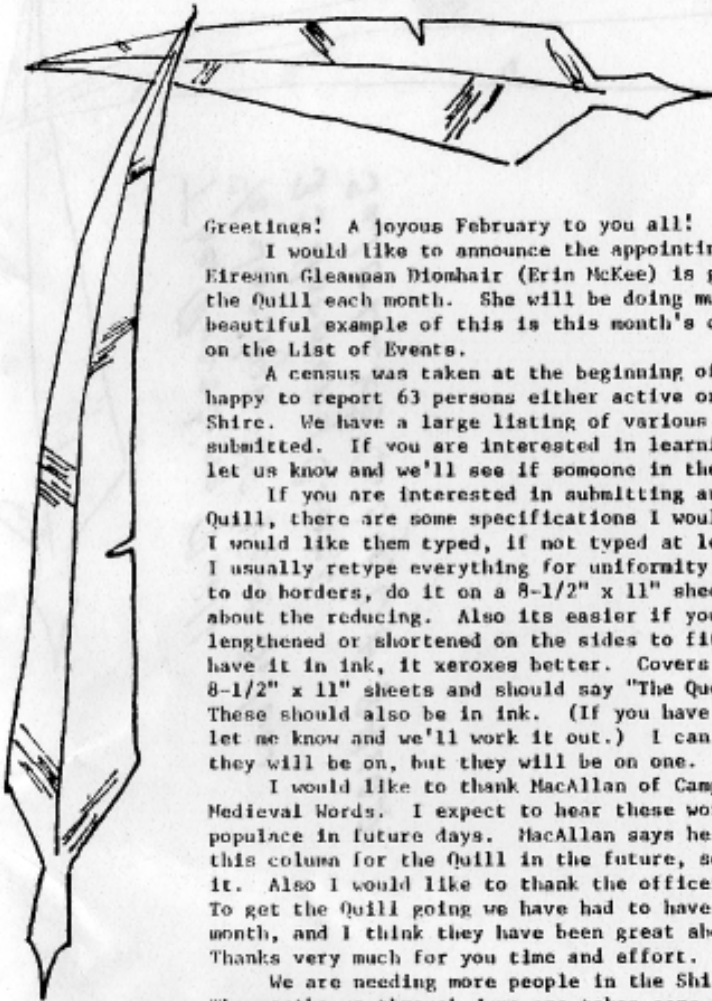 Greetings! A joyous February to you all!
I would like to announce the appointin
Eireann Gleannan Diomhair (Erin McKee) is g
the Quill each month. She will be doing mu
beautiful example of this is this month's c
on the List of Events.
A census was taken at the beginning of
happy to report 63 persons either active or
Shire. We have a large listing of various
submitted. If you are interested in learni
let us know and we'll see if someone in the
If you are interested in submitting an
Quill, there are some specifications I woul
I would like them typed, if not typed at le
I usually retype everything for uniformity
to do borders, do it on a 8-1/2" x 11" shee
about the reducing. Also its easier if you
lengthened or shortened on the sides to fit
have it in ink, it xeroxes better. Covers
8-1/2" x 11" sheets and should say "The Que
These should also be in ink. (If you have
let me know and we'll work it out.) I can
they will be on, but they will be on one.
I would like to thank MacAllan of Camp
Medieval Words. I expect to hear these wor
populace in future days. MacAllan says he
this column for the Quill in the future, so
it. Also I would like to thank the officer
To get the Quill going we have had to have
month, and I think they have been great abo
Thanks very much for you time and effort.
We are needing more people in the Shir